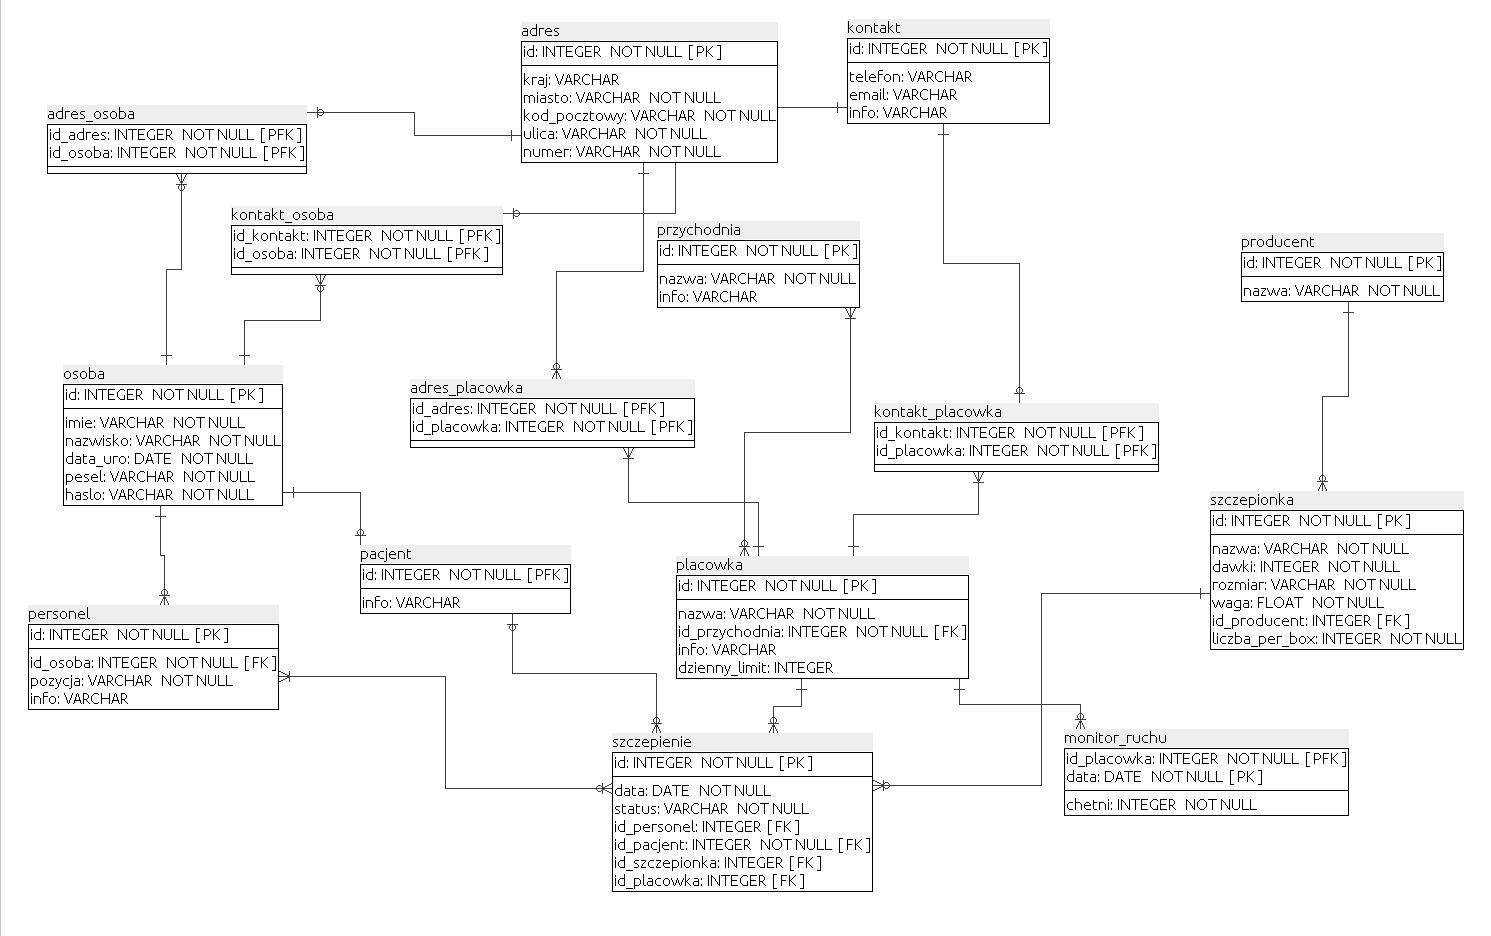 adres
id: INTEGER NOT NULL [PK]
kraj: VARCHAR
miasto: VARCHAR NOT NULL
kod_pocztowy: VARCHAR NOT NULL
ulica: VARCHAR NOT NULL
numer: VARCHAR NOT NULL
kontakt
id: INTEGER NOT NULL [PK]
telefon: VARCHAR
email: VARCHAR
info: VARCHAR
adres_osoba
id_adres: INTEGER NOT NULL [PFK]
id_osoba: INTEGER NOT NULL [PFK]
kontakt_osoba
id_kontakt: INTEGER NOT NULL [PFK]
id_osoba: INTEGER NOT NULL [PFK]
przychodnia
id: INTEGER NOT NULL [PK]
nazwa: VARCHAR NOT NULL
info: VARCHAR
producent
id: INTEGER NOT NULL [PK]
nazwa: VARCHAR NOT NULL
osoba
id: INTEGER NOT NULL [PK]
imie: VARCHAR NOT NULL
nazwisko: VARCHAR NOT NULL
data_uro: DATE NOT NULL
pesel: VARCHAR NOT NULL
haslo: VARCHAR NOT NULL
adres_placowka
id_adres: INTEGER NOT NULL [PFK]
id_placowka: INTEGER NOT NULL [PFK]
kontakt_placowka
id_kontakt: INTEGER NOT NULL [PFK]
id_placowka: INTEGER NOT NULL [PFK]
szczepionka
id: INTEGER NOT NULL [PK]
nazwa: VARCHAR NOT NULL
dawki: INTEGER NOT NULL
rozmiar: VARCHAR NOT NULL
waga: FLOAT NOT NULL
id_producent: INTEGER [FK]
liczba_per_box: INTEGER NOT NULL
pacjent
id: INTEGER NOT NULL [PFK]
info: VARCHAR
placowka
id: INTEGER NOT NULL [PK]
nazwa: VARCHAR NOT NULL
id_przychodnia: INTEGER NOT NULL [FK]
info: VARCHAR
dzienny_limit: INTEGER
personel
id: INTEGER NOT NULL [PK]
id_osoba: INTEGER NOT NULL [FK]
pozycja: VARCHAR NOT NULL
info: VARCHAR
szczepienie
id: INTEGER NOT NULL [PK]
data: DATE NOT NULL
status: VARCHAR NOT NULL
id_personel: INTEGER [FK]
id_pacjent: INTEGER NOT NULL [FK]
id_szczepionka: INTEGER [FK]
id_placowka: INTEGER [FK]
monitor_ruchu
id_placowka: INTEGER NOT NULL [PFK]
data: DATE NOT NULL [PK]
chetni: INTEGER NOT NULL